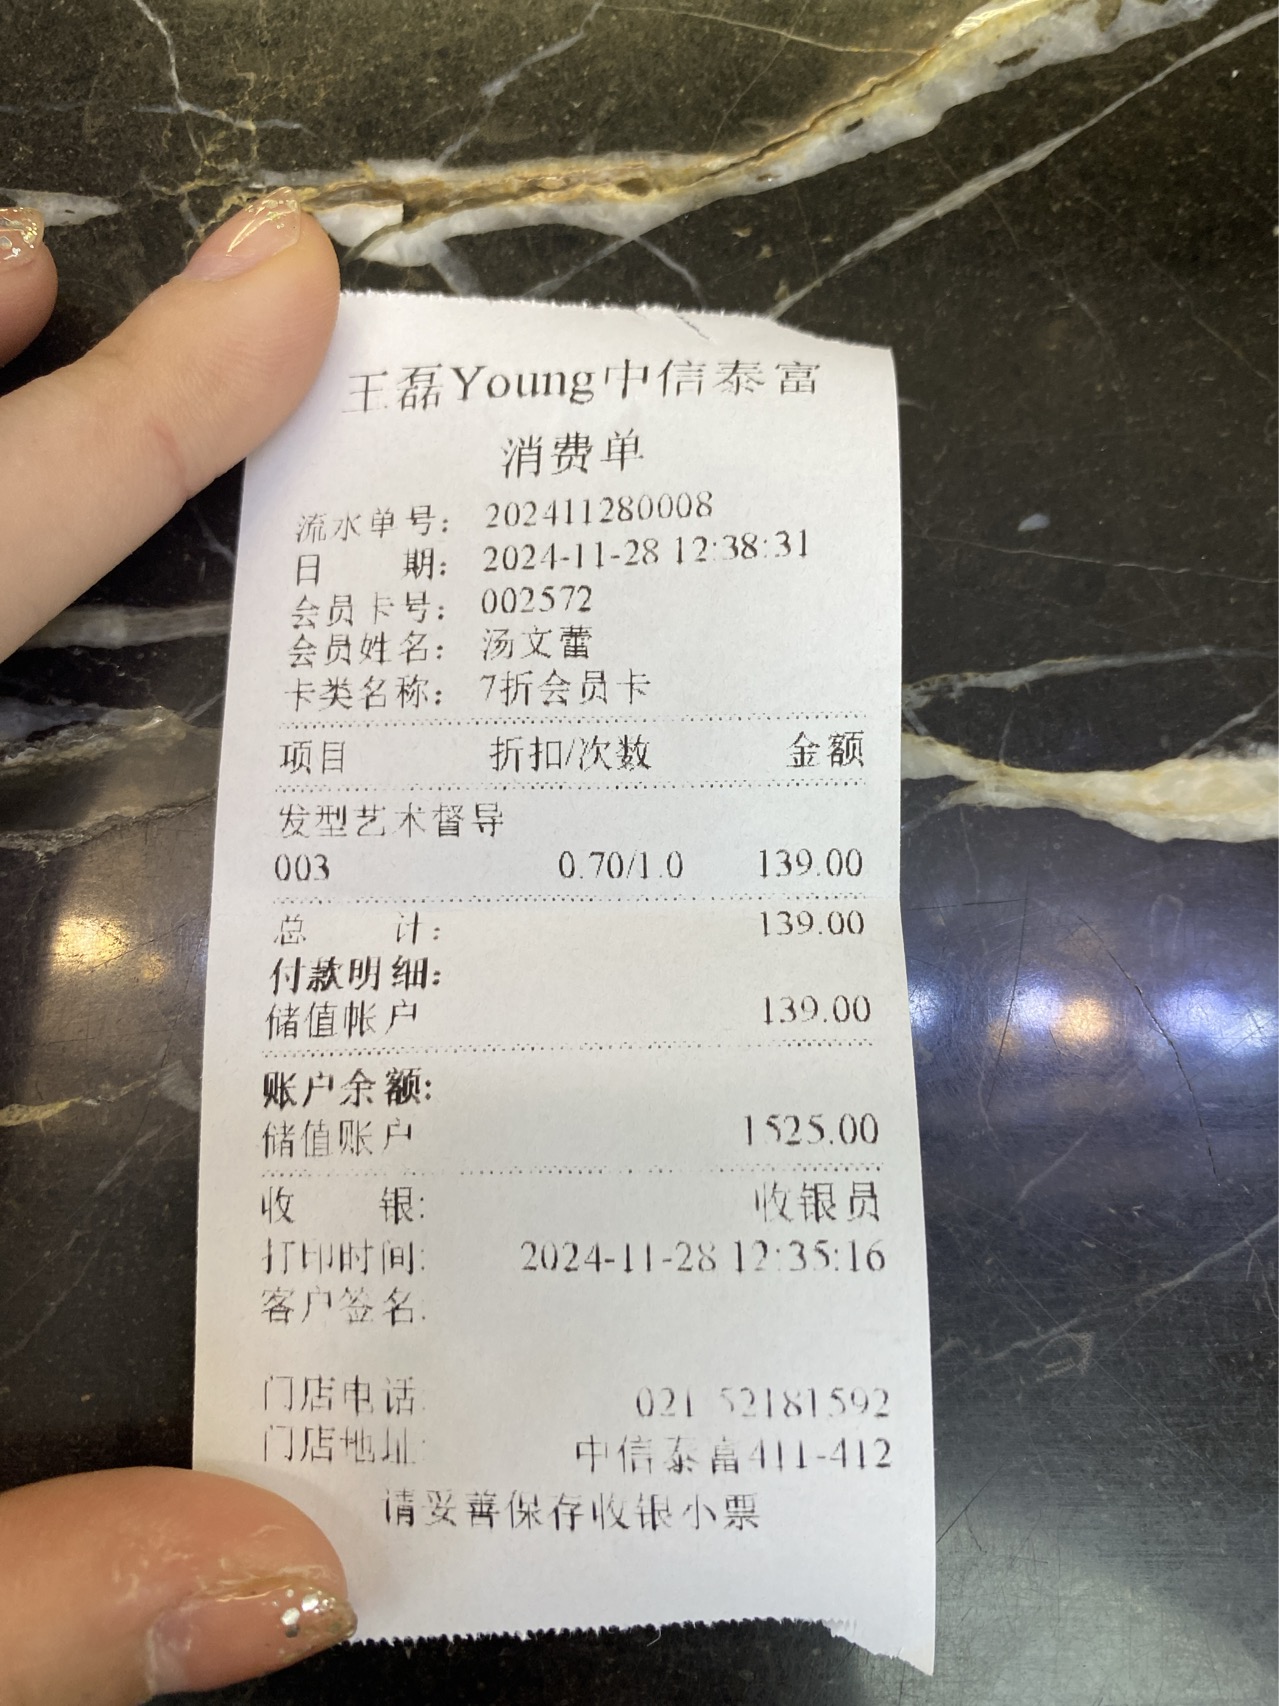 王磊Young中信泰富
消费单
流水单号： 202411280008
日　　期： 2024-11-28 12:38:31
会员卡号： 002572
会员姓名： 汤文蕾
卡类名称： 7折会员卡
项目 折扣/次数 金额
发型艺术督导
003 0.70/1.0 139.00
总　　计： 139.00
付款明细：
储值帐户 139.00
账户余额:
储值账户 1525.00
收　　银: 收银员
打印时间: 2024-11-28 12:35:16
客户签名:
门店电话: 021 52181592
门店地址: 中信泰富411-412
请妥善保存收银小票